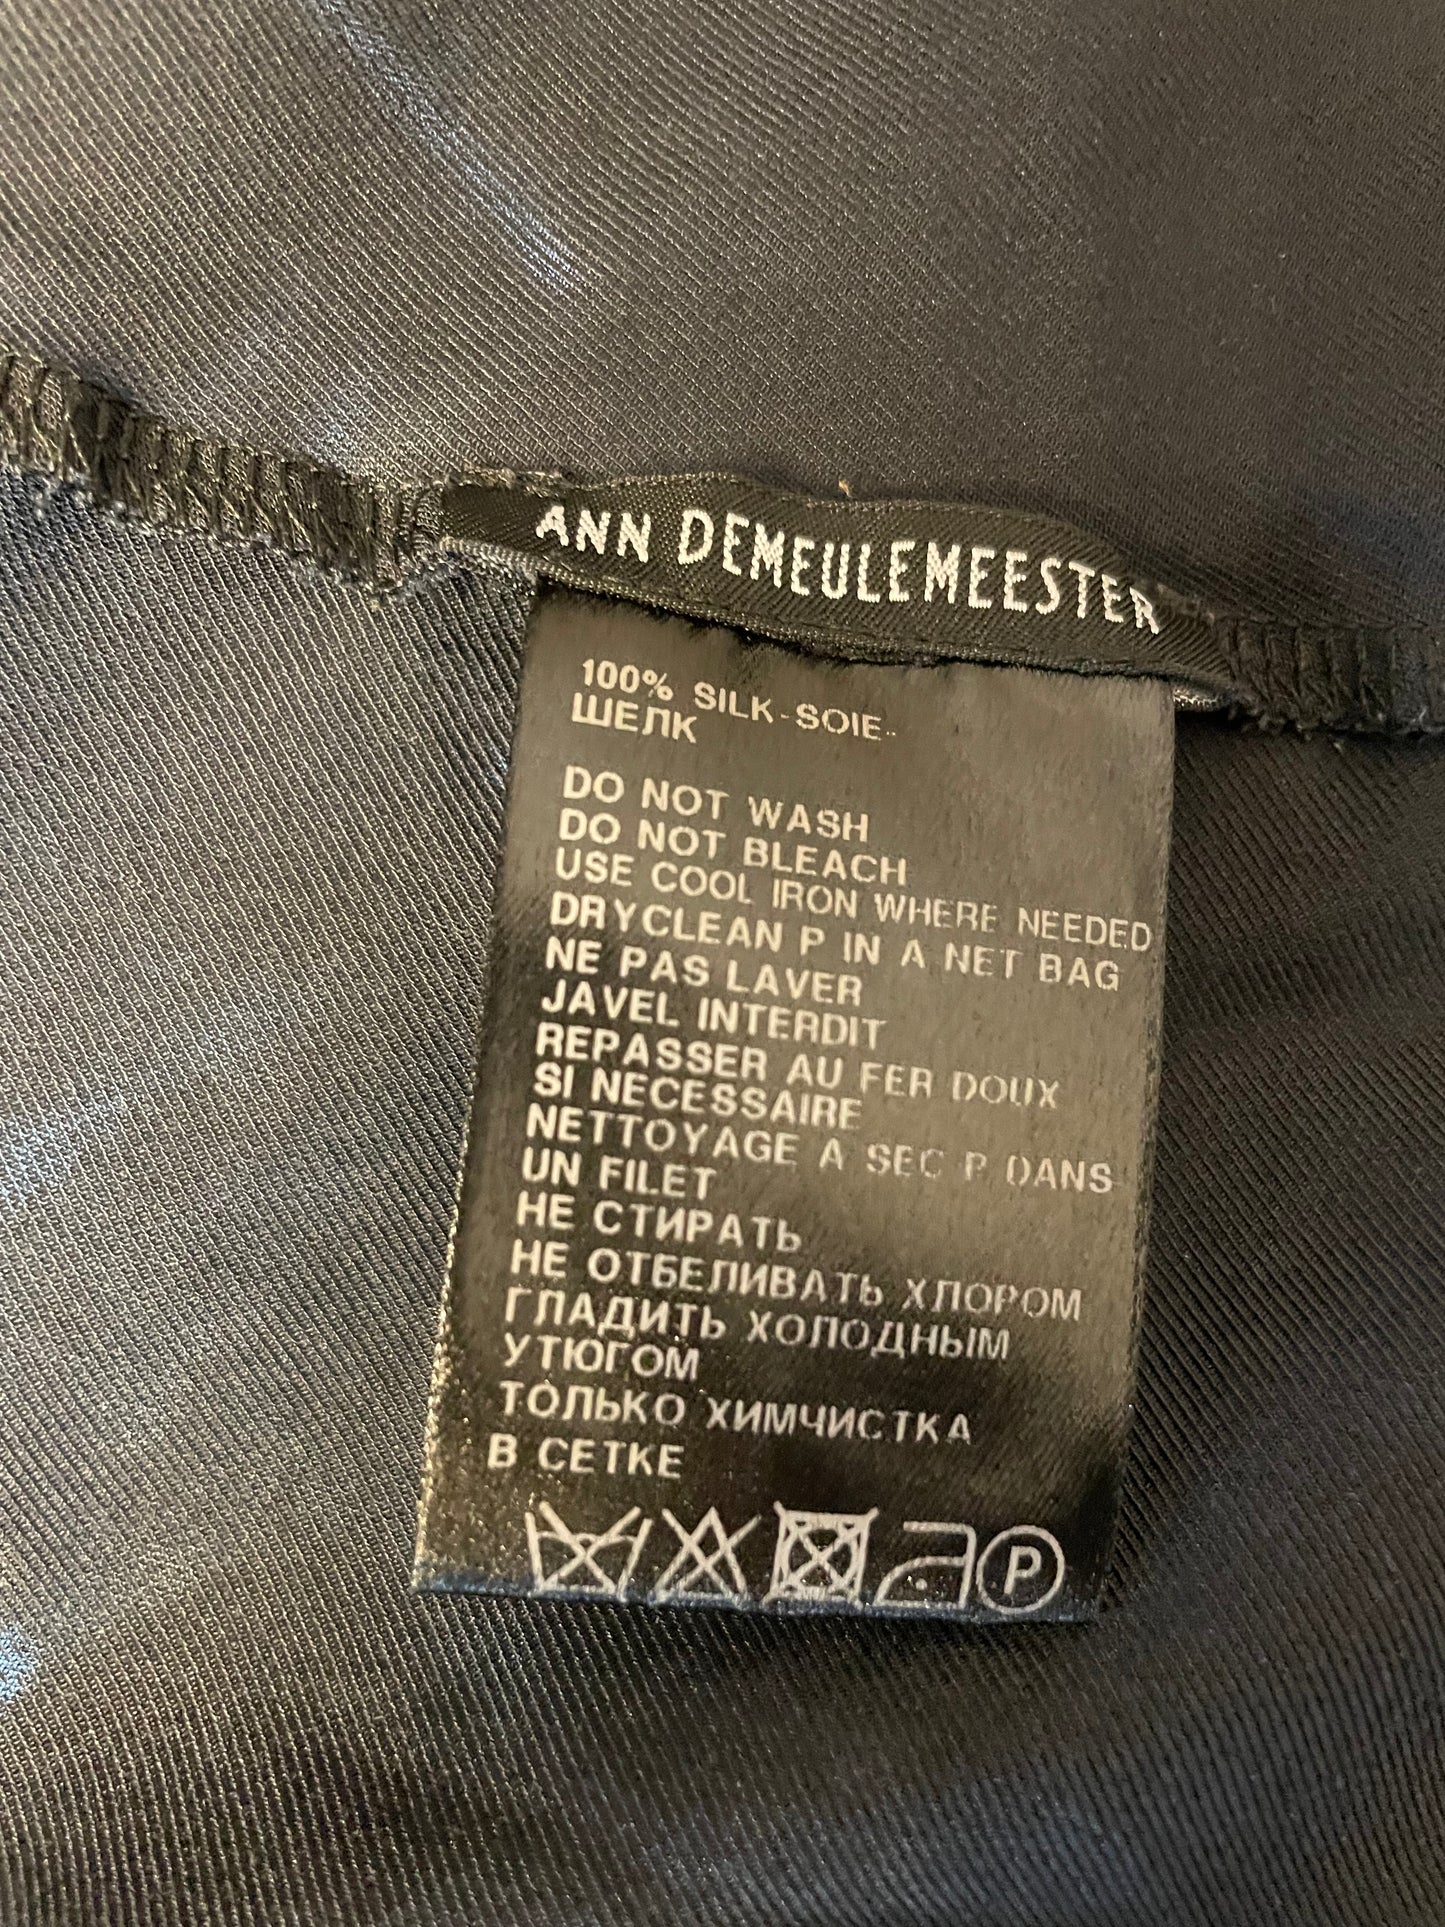 ANN DEMEULEMEESTER
100% SILK-SOIE
ШЕЛК
DO NOT WASH
DO NOT BLEACH
USE COOL IRON WHERE NEEDED
DRYCLEAN P IN A NET BAG
NE PAS LAVER
JAVEL INTERDIT
REPASSER AU FER DOUX
SI NECESSAIRE
NETTOYAGE A SEC P DANS
UN FILET
НЕ СТИРАТЬ
НЕ ОТБЕЛИВАТЬ ХЛОРОМ
ГЛАДИТЬ ХОЛОДНЫМ
УТЮГОМ
ТОЛЬКО ХИМЧИСТКА
В СЕТКЕ
P